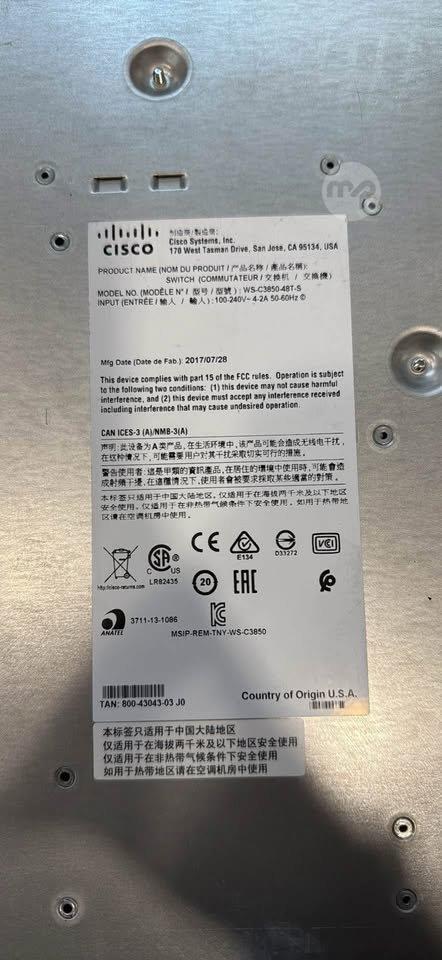 制造商/製造商:
CISCO
Cisco Systems, Inc.
170 West Tasman Drive, San Jose, CA 95134, USA
PRODUCT NAME (NOM DU PRODUIT / 产品名称 / 產品名稱):
SWITCH (COMMUTATEUR / 交换机 / 交換機)
MODEL NO. (MODÈLE N° / 型号 / 型號) : WS-C3850-48T-S
INPUT (ENTRÉE / 输入 / 輸入) : 100-240V~ 4-2A 50-60Hz
Mfg Date (Date de Fab.): 2017/07/28
This device complies with part 15 of the FCC rules. Operation is subject
to the following two conditions: (1) this device may not cause harmful
interference, and (2) this device must accept any interference received
including interference that may cause undesired operation.
CAN ICES-3 (A)/NMB-3(A)
声明:此设备为A类产品,在生活环境中,该产品可能会造成无线电干扰,
在这种情况下,可能需要用户对其干扰采取切实可行的措施。
警告使用者:這是甲類的資訊產品,在居住的環境中使用時,可能會造
成射頻干擾,在這種情況下,使用者會被要求採取某些適當的對策。
本标签只适用于中国大陆地区,仅适用于在海拔两千米及以下地区
安全使用,仅适用于在非热带气候条件下安全使用。如用于热带地
区请在空调机房中使用。
http://cisco-returns.com
SA
C US
LR82435
CE
E134
D33272
VCI
20
EAC
ANATEL
3711-13-1086
MSIP-REM-TNY-WS-C3850
TAN: 800-43043-03 J0
Country of Origin U.S.A.
本标签只适用于中国大陆地区
仅适用于在海拔两千米及以下地区安全使用
仅适用于在非热带气候条件下安全使用
如用于热带地区请在空调机房中使用